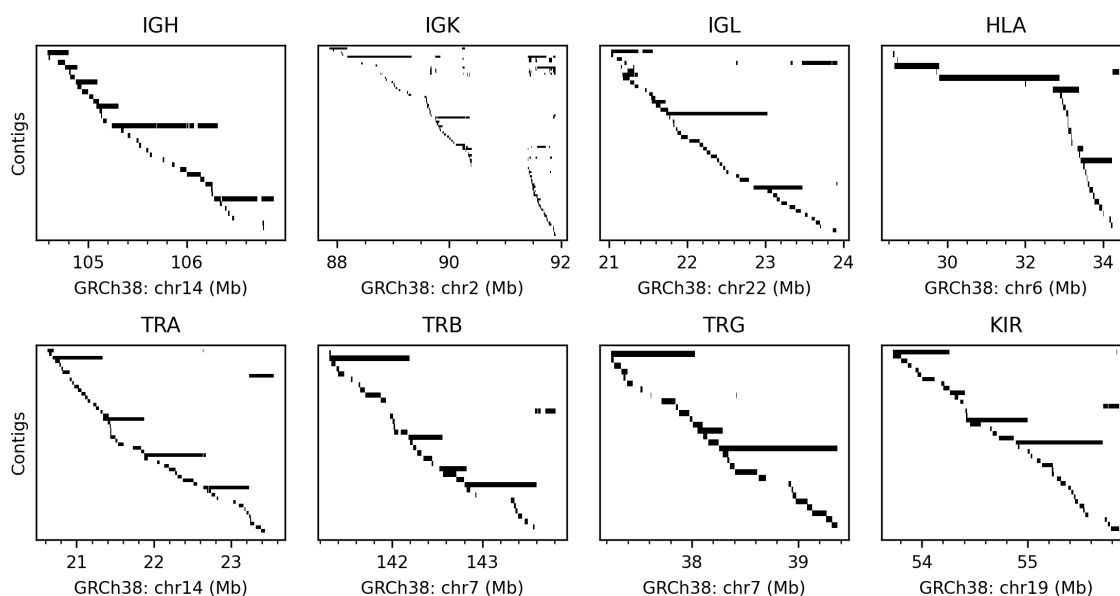 IGH IGK IGL HLA
Contigs
105 106 88 90 92 21 22 23 24 30 32 34
GRCh38: chr14 (Mb) GRCh38: chr2 (Mb) GRCh38: chr22 (Mb) GRCh38: chr6 (Mb)
TRA TRB TRG KIR
Contigs
21 22 23 142 143 38 39 54 55
GRCh38: chr14 (Mb) GRCh38: chr7 (Mb) GRCh38: chr7 (Mb) GRCh38: chr19 (Mb)